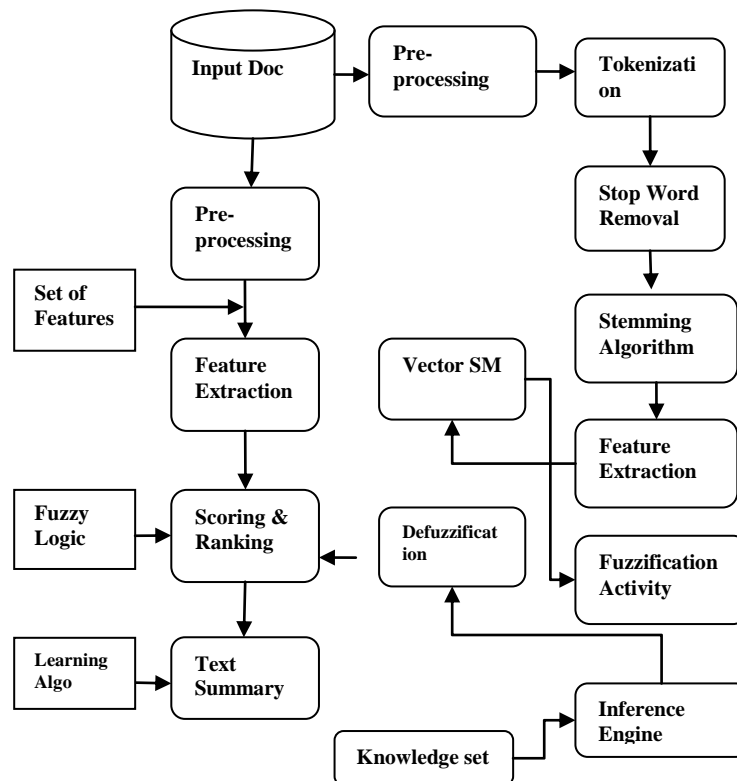 Input Doc
Pre-
processing
Tokenizati
on
Pre-
processing
Stop Word
Removal
Set of
Features
Stemming
Algorithm
Feature
Extraction
Vector SM
Feature
Extraction
Fuzzy
Logic
Scoring &
Ranking
Defuzzificat
ion
Fuzzification
Activity
Learning
Algo
Text
Summary
Inference
Engine
Knowledge set